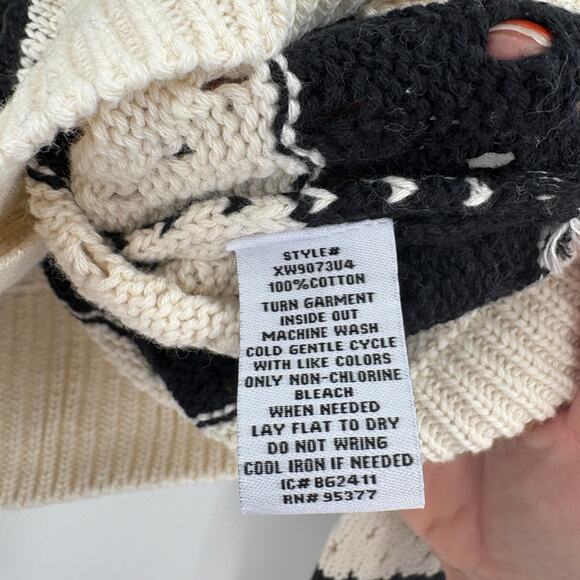 STYLE#
XW9073U4
100%COTTON
TURN GARMENT
INSIDE OUT
MACHINE WASH
COLD GENTLE CYCLE
WITH LIKE COLORS
ONLY NON-CHLORINE
BLEACH
WHEN NEEDED
LAY FLAT TO DRY
DO NOT WRING
COOL IRON IF NEEDED
IC# B62411
RN# 95377